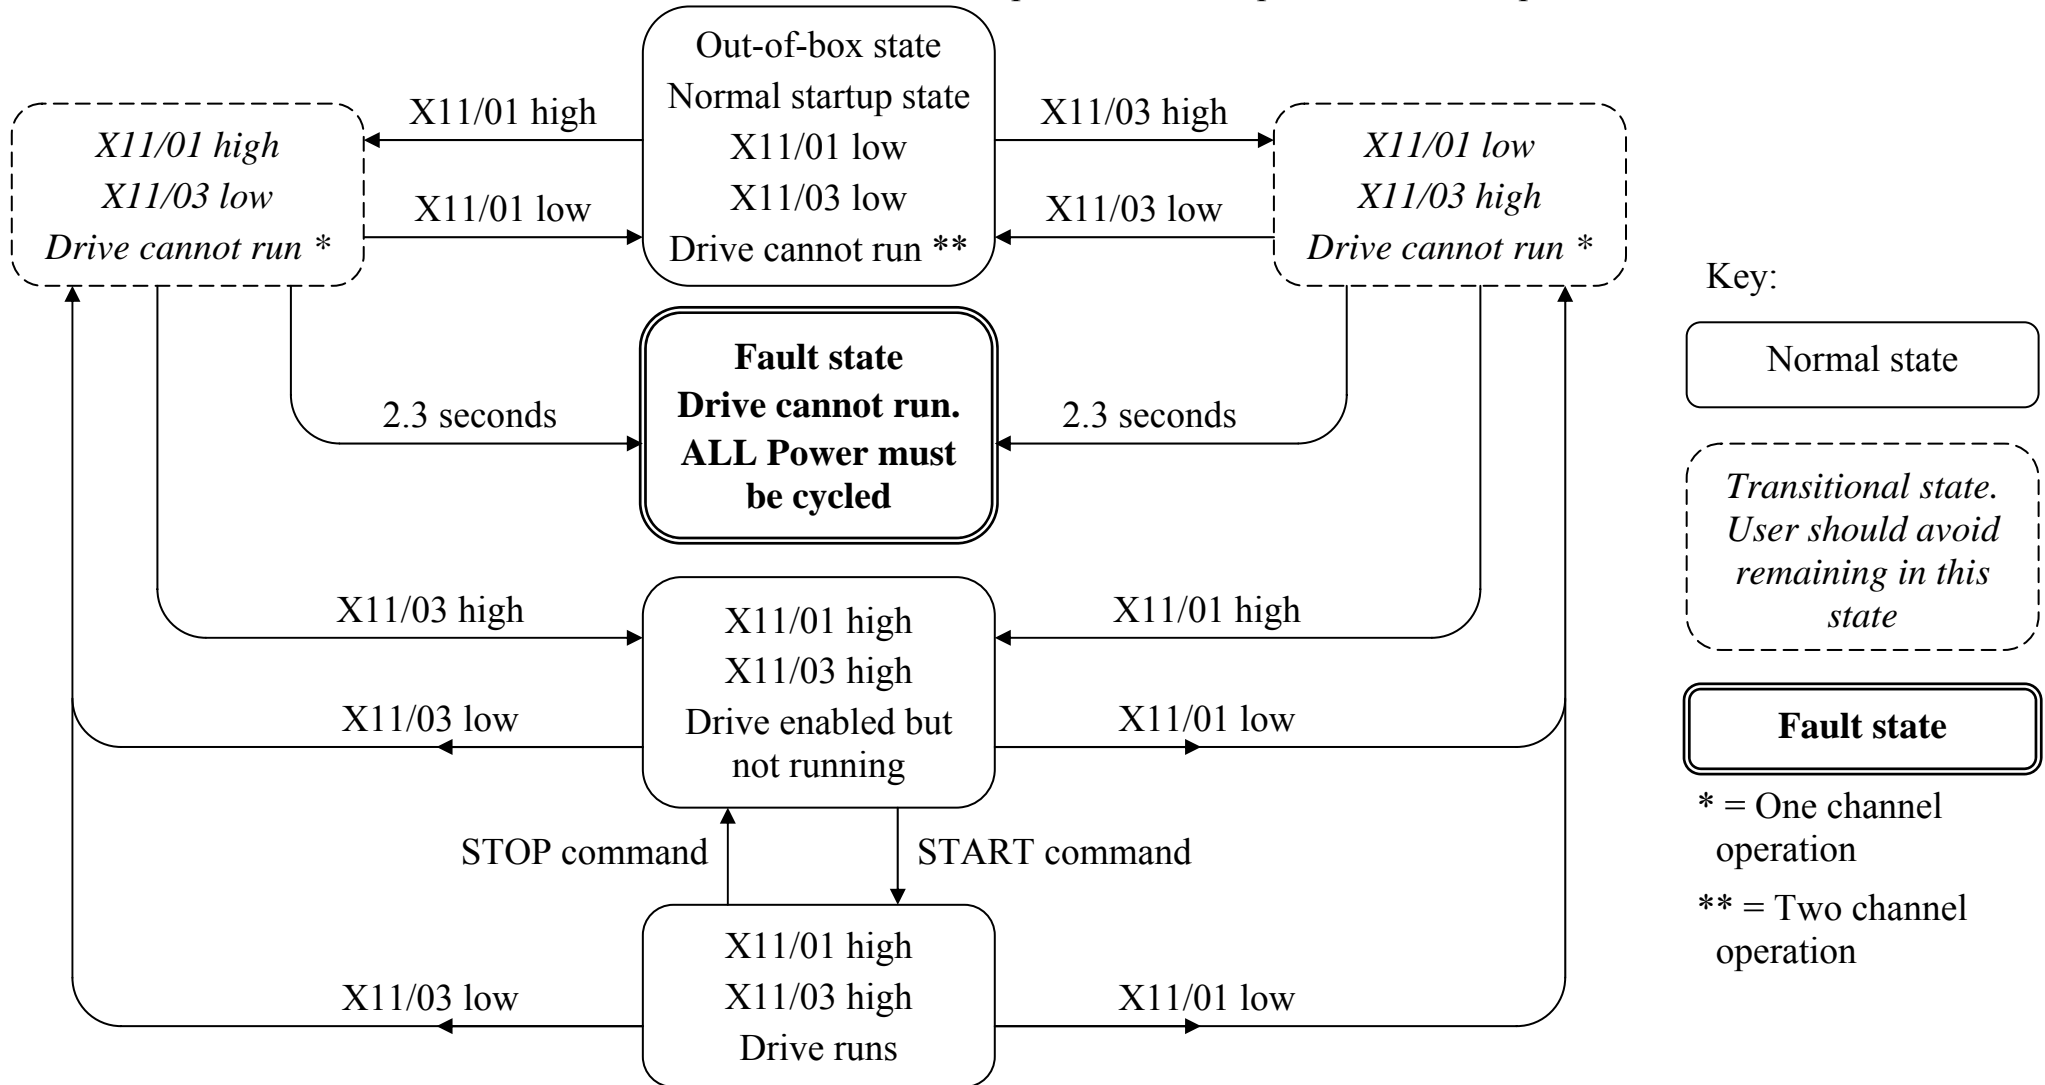 Out-of-box state
Normal startup state
X11/01 low
X11/03 low
Drive cannot run **
X11/01 high
X11/01 low
X11/03 high
X11/03 low
X11/01 high
X11/03 low
Drive cannot run *
X11/01 low
X11/03 high
Drive cannot run *
Fault state
Drive cannot run.
ALL Power must
be cycled
2.3 seconds
2.3 seconds
X11/03 high
X11/01 high
X11/01 high
X11/03 high
Drive enabled but
not running
X11/03 low
X11/01 low
STOP command
START command
X11/01 high
X11/03 high
Drive runs
X11/03 low
X11/01 low
Key:
Normal state
Transitional state.
User should avoid
remaining in this
state
Fault state
* = One channel
operation
** = Two channel
operation